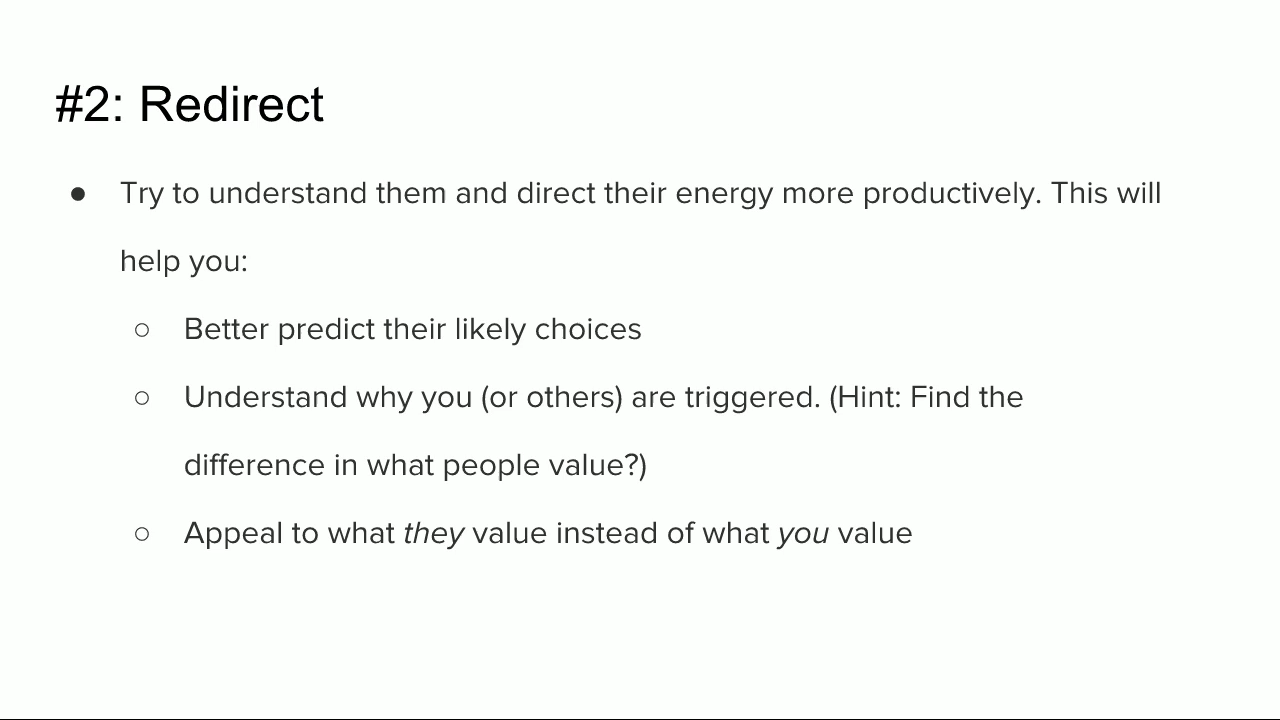 #2: Redirect
● Try to understand them and direct their energy more productively. This will
help you:
○ Better predict their likely choices
○ Understand why you (or others) are triggered. (Hint: Find the
difference in what people value?)
○ Appeal to what they value instead of what you value